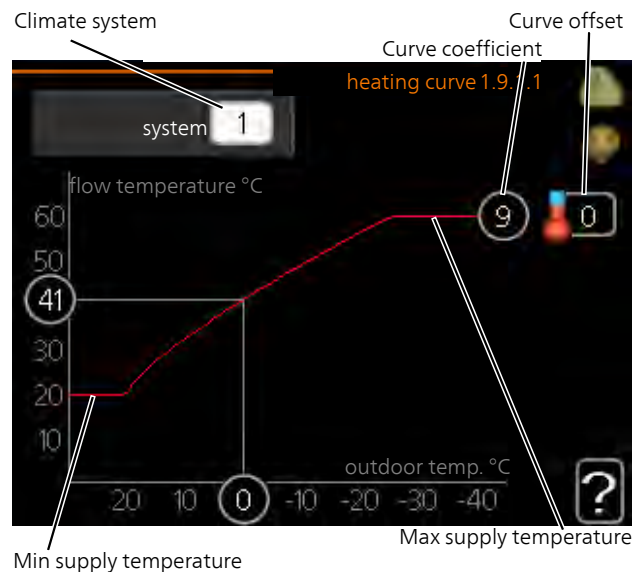 Climate system
Curve offset
Curve coefficient
heating curve 1.9.1.1
system 1
flow temperature °C
60
9
0
50
41
30
20
10
outdoor temp. °C
20 10 0 -10 -20 -30 -40
?
Max supply temperature
Min supply temperature